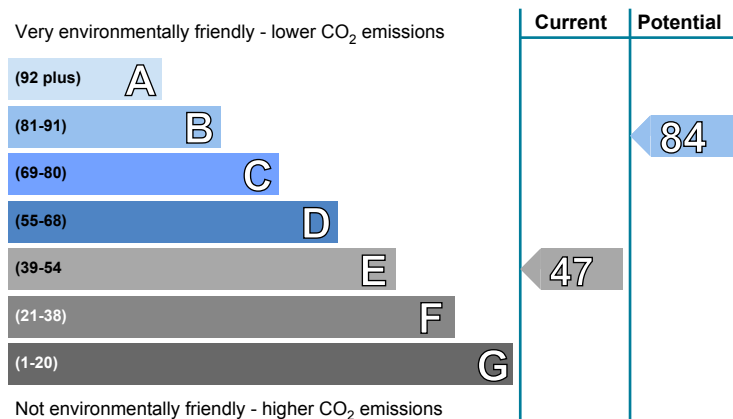 Current Potential
Very environmentally friendly - lower CO2 emissions
(92 plus) A
(81-91) B
84
(69-80) C
(55-68) D
(39-54 E
47
(21-38) F
(1-20) G
Not environmentally friendly - higher CO2 emissions